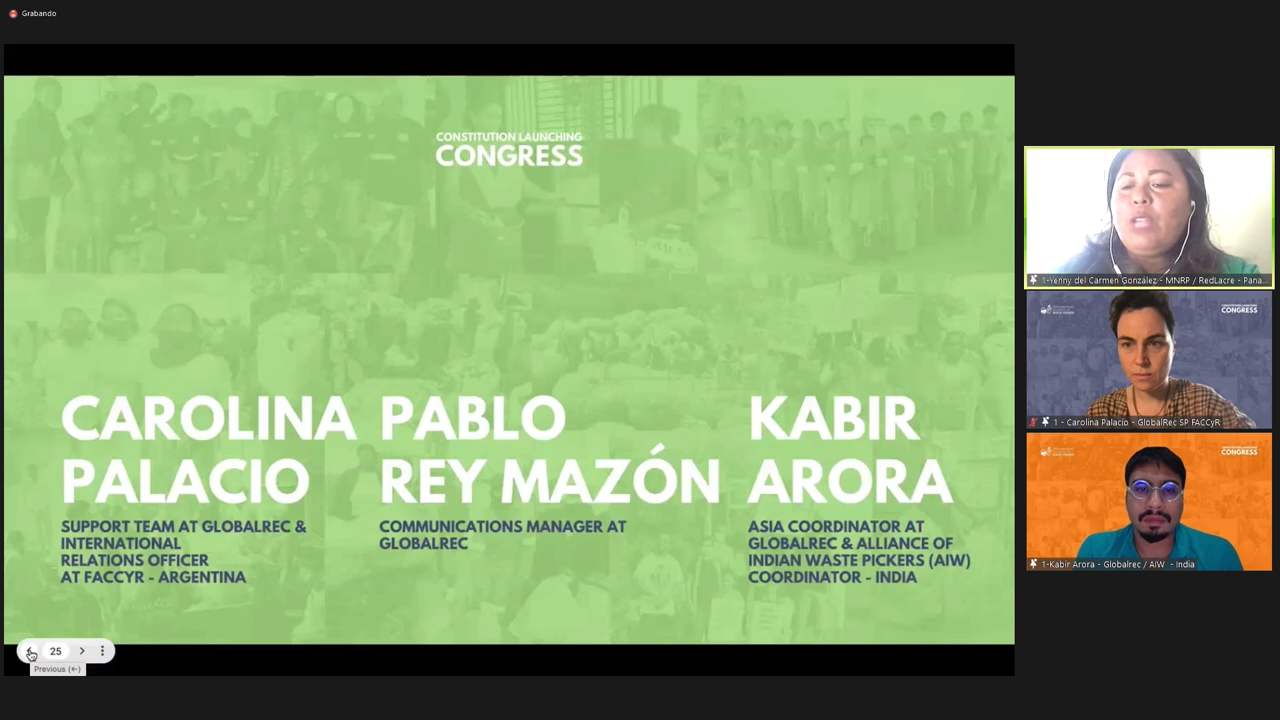 Grabando
CONSTITUTION LAUNCHING
CONGRESS
CAROLINA
PALACIO
SUPPORT TEAM AT GLOBALREC &
INTERNATIONAL
RELATIONS OFFICER
AT FACCYR - ARGENTINA
PABLO
REY MAZÓN
COMMUNICATIONS MANAGER AT
GLOBALREC
KABIR
ARORA
ASIA COORDINATOR AT
GLOBALREC & ALLIANCE OF
INDIAN WASTE PICKERS (AIW)
COORDINATOR - INDIA
25
Previous (←)
1-Yenny del Carmen González - MNRP / RedLacre - Pana...
CONGRESS
1 - Carolina Palacio - GlobalRec SP FACCyR
CONGRESS
1-Kabir Arora - Globalrec / AIW - India